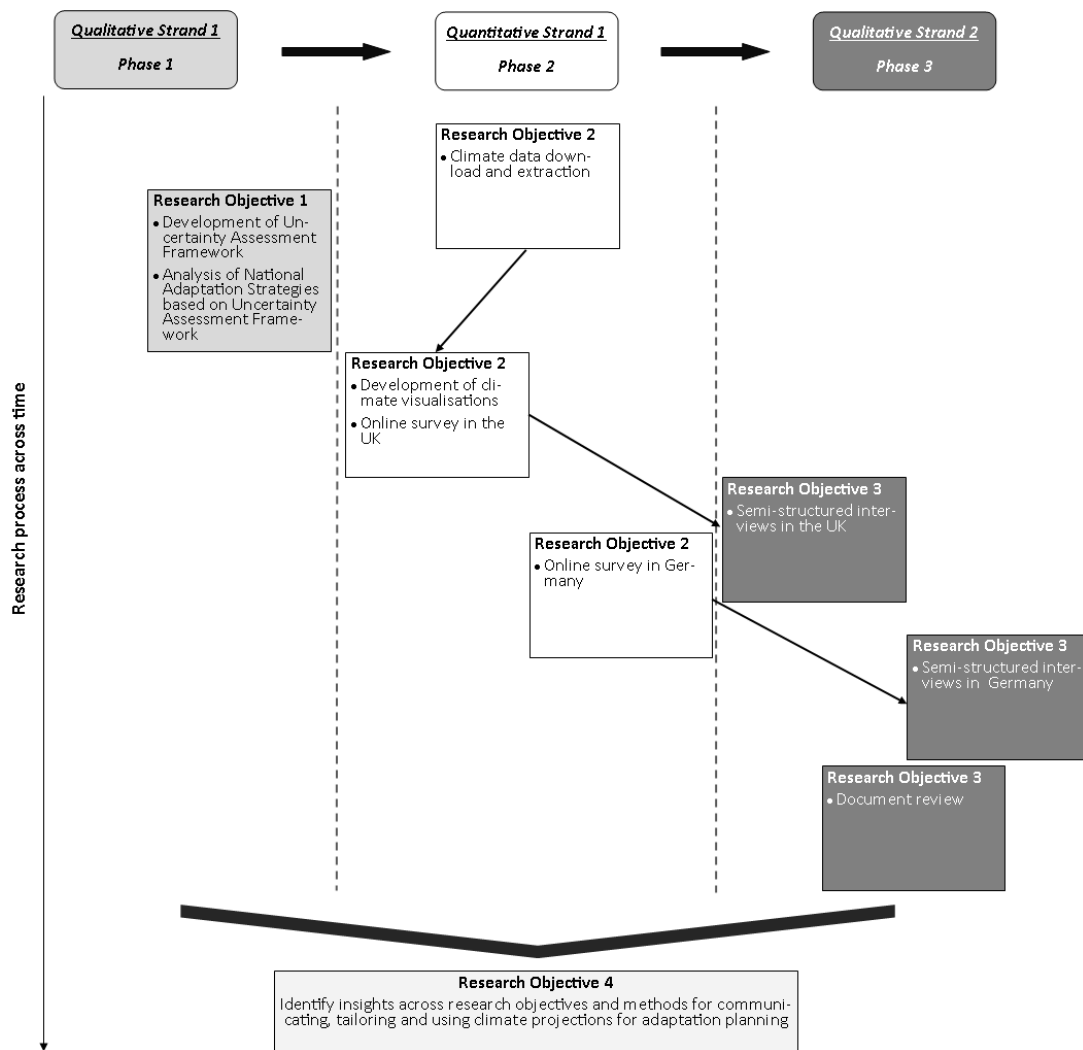 Qualitative Strand 1
Phase 1
Quantitative Strand 1
Phase 2
Qualitative Strand 2
Phase 3
Research process across time
Research Objective 2
• Climate data down-
load and extraction
Research Objective 1
• Development of Un-
certainty Assessment
Framework
• Analysis of National
Adaptation Strategies
based on Uncertainty
Assessment Frame-
work
Research Objective 2
• Development of cli-
mate visualisations
• Online survey in the
UK
Research Objective 3
• Semi-structured inter-
views in the UK
Research Objective 2
• Online survey in Ger-
many
Research Objective 3
• Semi-structured inter-
views in Germany
Research Objective 3
• Document review
Research Objective 4
Identify insights across research objectives and methods for communi-
cating, tailoring and using climate projections for adaptation planning